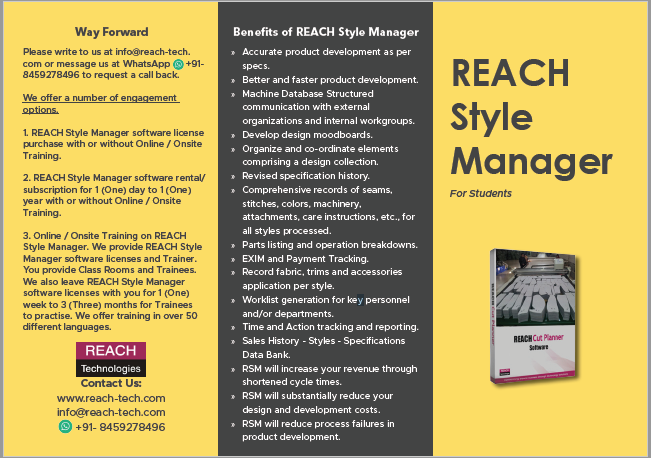 Way Forward
Please write to us at info@reach-tech.
com or message us at WhatsApp +91-
8459278496 to request a call back.
We offer a number of engagement
options.
1. REACH Style Manager software license
purchase with or without Online / Onsite
Training.
2. REACH Style Manager software rental/
subscription for 1 (One) day to 1 (One)
year with or without Online / Onsite
Training.
3. Online / Onsite Training on REACH
Style Manager. We provide REACH Style
Manager software licenses and Trainer.
You provide Class Rooms and Trainees.
We also leave REACH Style Manager
software licenses with you for 1 (One)
week to 3 (Three) months for Trainees
to practise. We offer training in over 50
different languages.
REACH
Technologies
Contact Us:
www.reach-tech.com
info@reach-tech.com
+91- 8459278496
Benefits of REACH Style Manager
» Accurate product development as per
specs.
» Better and faster product development.
» Machine Database Structured
communication with external
organizations and internal workgroups.
» Develop design moodboards.
» Organize and co-ordinate elements
comprising a design collection.
» Revised specification history.
» Comprehensive records of seams,
stitches, colors, machinery,
attachments, care instructions, etc., for
all styles processed.
» Parts listing and operation breakdowns.
» EXIM and Payment Tracking.
» Record fabric, trims and accessories
application per style.
» Worklist generation for key personnel
and/or departments.
» Time and Action tracking and reporting.
» Sales History - Styles - Specifications
Data Bank.
» RSM will increase your revenue through
shortened cycle times.
» RSM will substantially reduce your
design and development costs.
» RSM will reduce process failures in
product development.
REACH
Style
Manager
For Students
REACH Cut Planner
Software